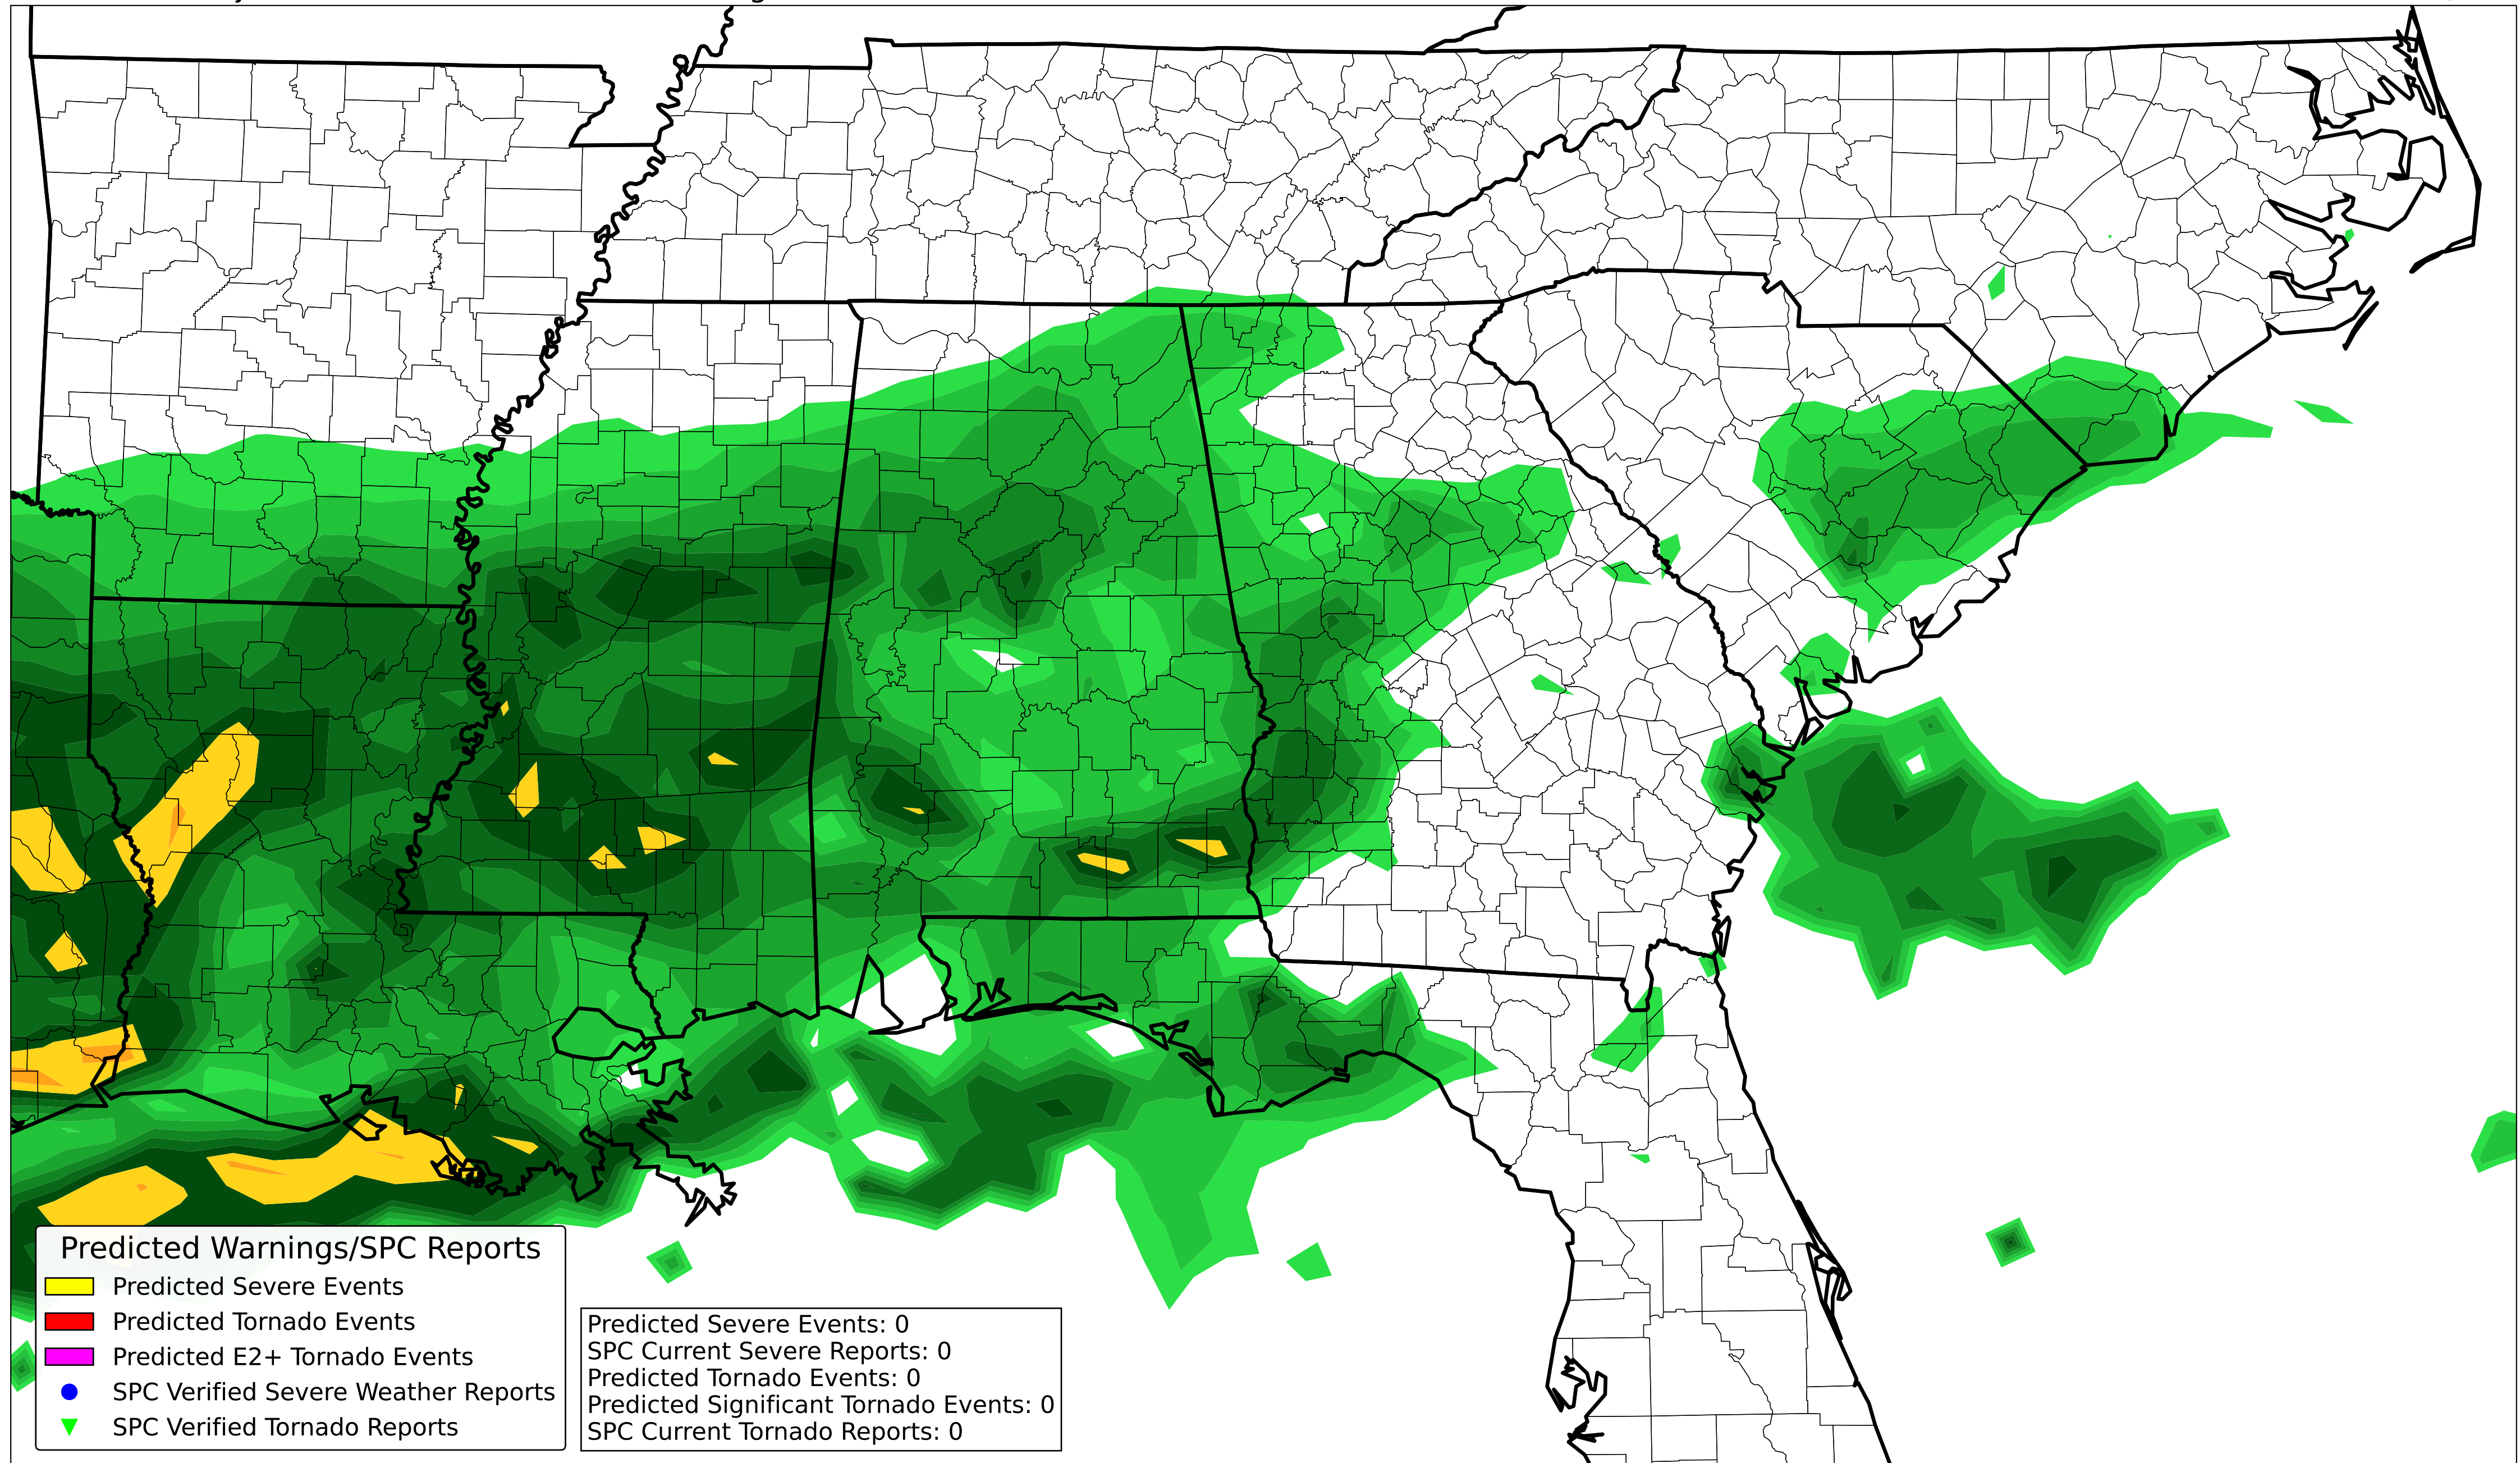 Predicted Warnings/SPC Reports
Predicted Severe Events
Predicted Tornado Events
Predicted E2+ Tornado Events
SPC Verified Severe Weather Reports
SPC Verified Tornado Reports
Predicted Severe Events: 0
SPC Current Severe Reports: 0
Predicted Tornado Events: 0
Predicted Significant Tornado Events: 0
SPC Current Tornado Reports: 0